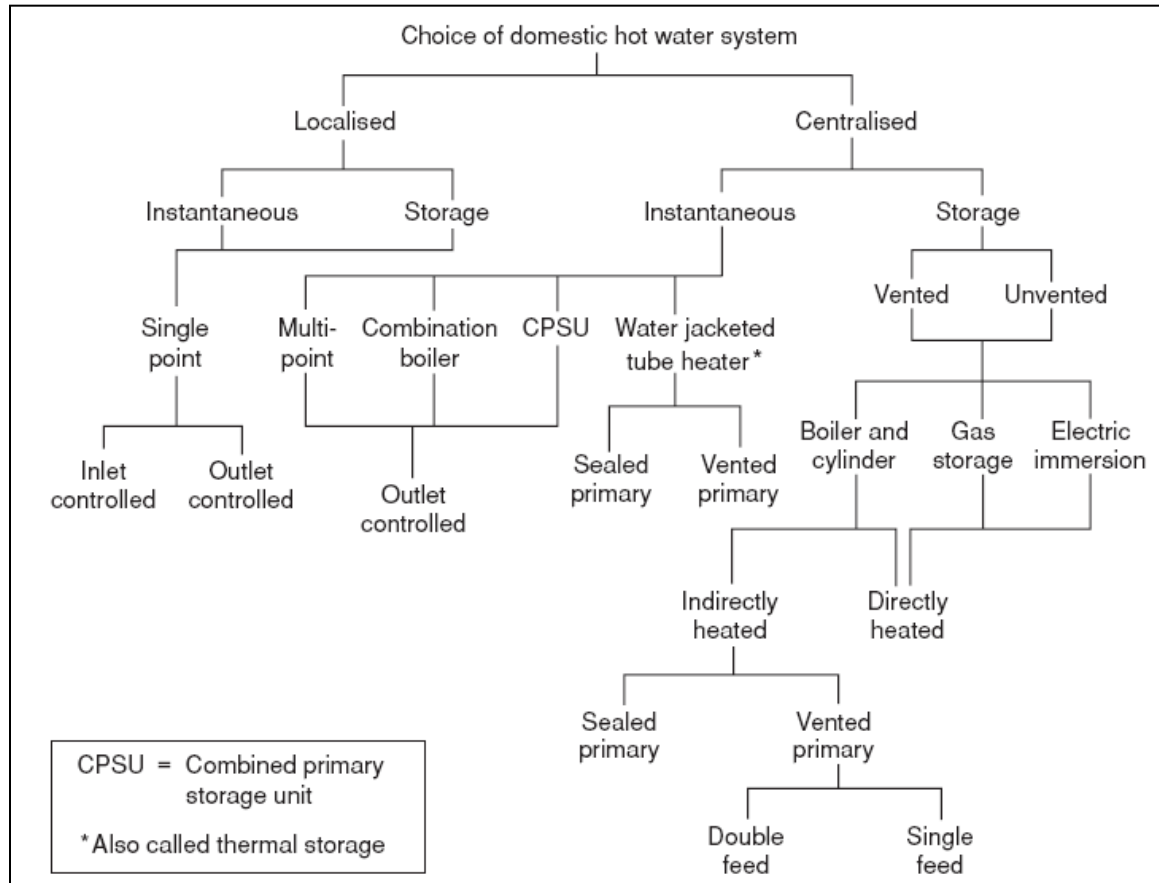 Choice of domestic hot water system
Localised
Centralised
Instantaneous
Storage
Instantaneous
Storage
Vented
Unvented
Single
point
Multi-
point
Combination
boiler
CPSU
Water jacketed
tube heater*
Boiler and
cylinder
Gas
storage
Electric
immersion
Inlet
controlled
Outlet
controlled
Outlet
controlled
Sealed
primary
Vented
primary
Indirectly
heated
Directly
heated
Sealed
primary
Vented
primary
Double
feed
Single
feed
CPSU = Combined primary
storage unit
*Also called thermal storage